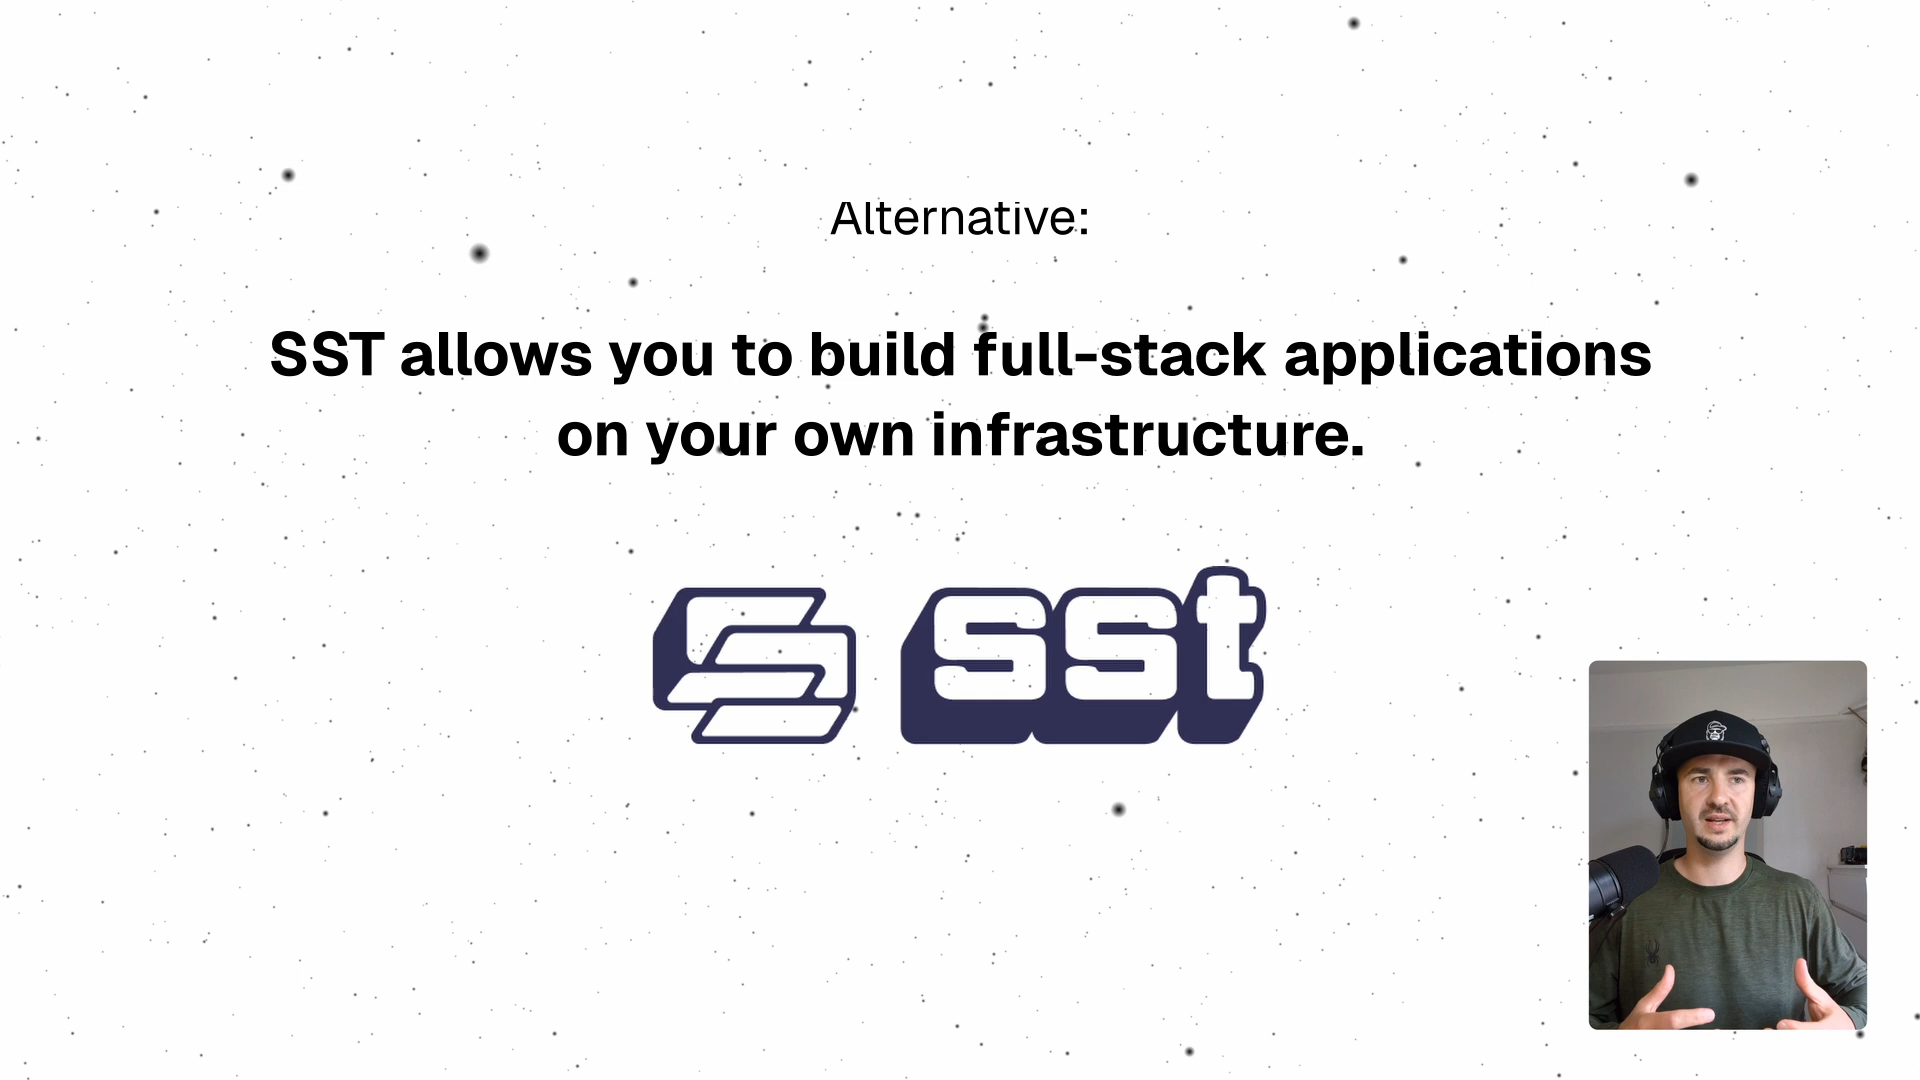 Alternative:
SST allows you to build full-stack applications
on your own infrastructure.
sst